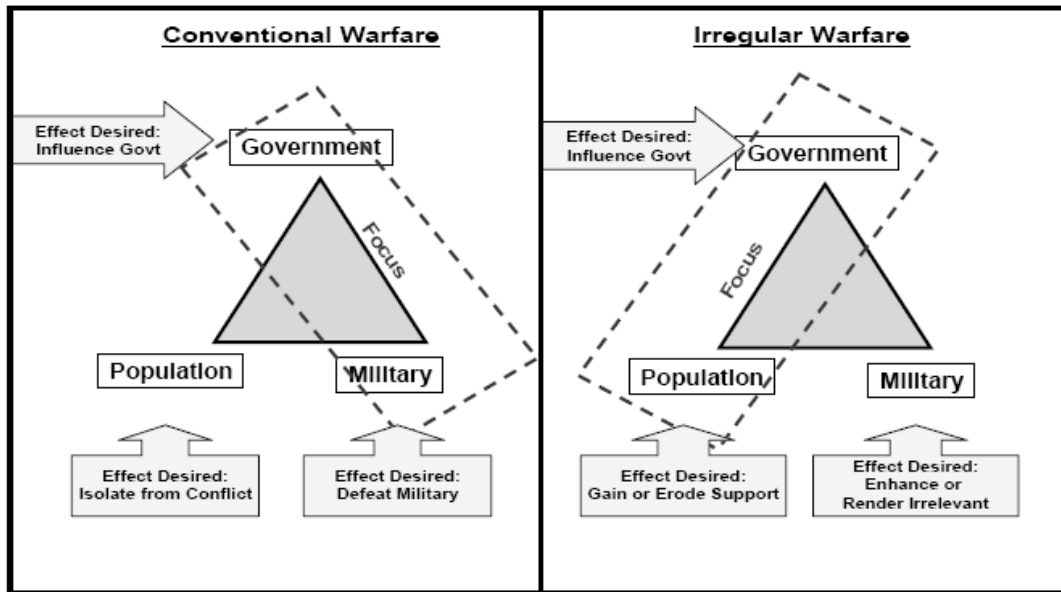 Conventional Warfare
Effect Desired:
Influence Govt
Government
Focus
Population
Military
Effect Desired:
Isolate from Conflict
Effect Desired:
Defeat Military
Irregular Warfare
Effect Desired:
Influence Govt
Government
Focus
Population
Military
Effect Desired:
Gain or Erode Support
Effect Desired:
Enhance or
Render Irrelevant